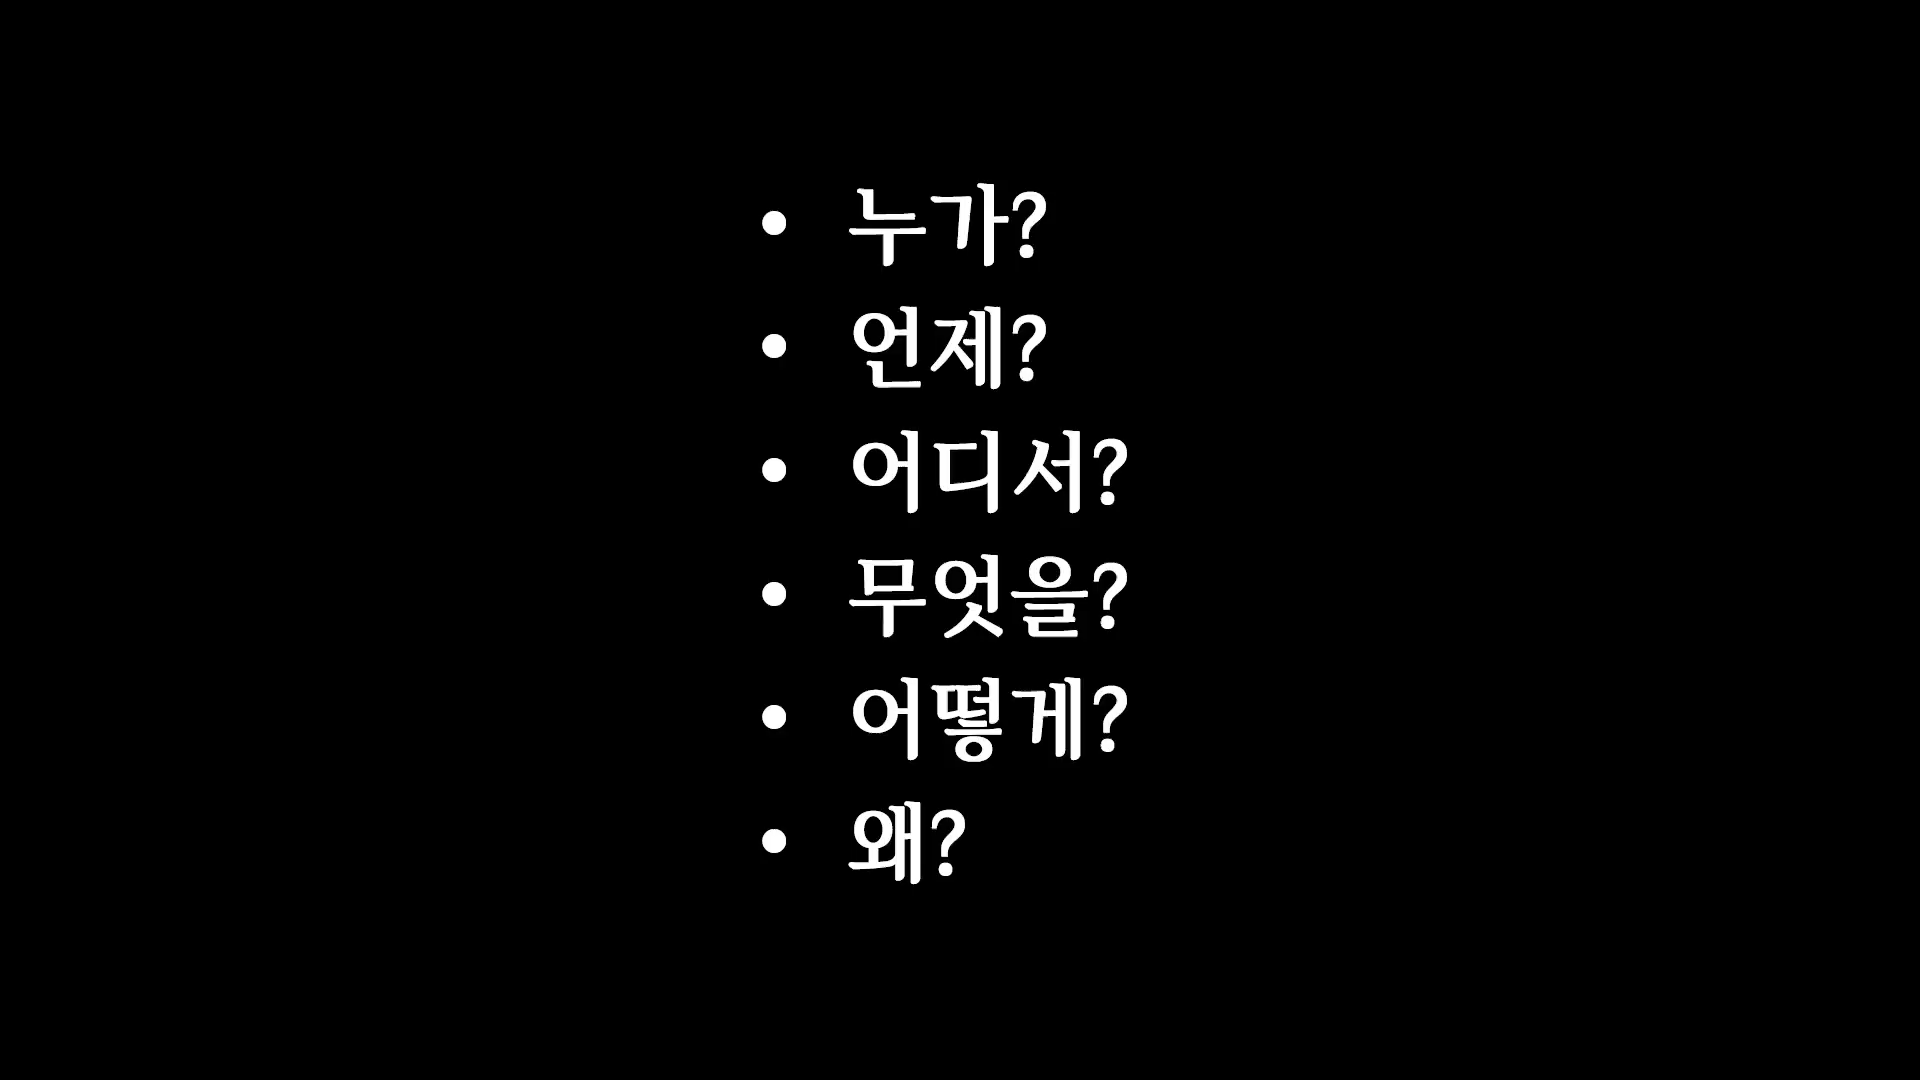 • 누가?
• 언제?
• 어디서?
• 무엇을?
• 어떻게?
• 왜?